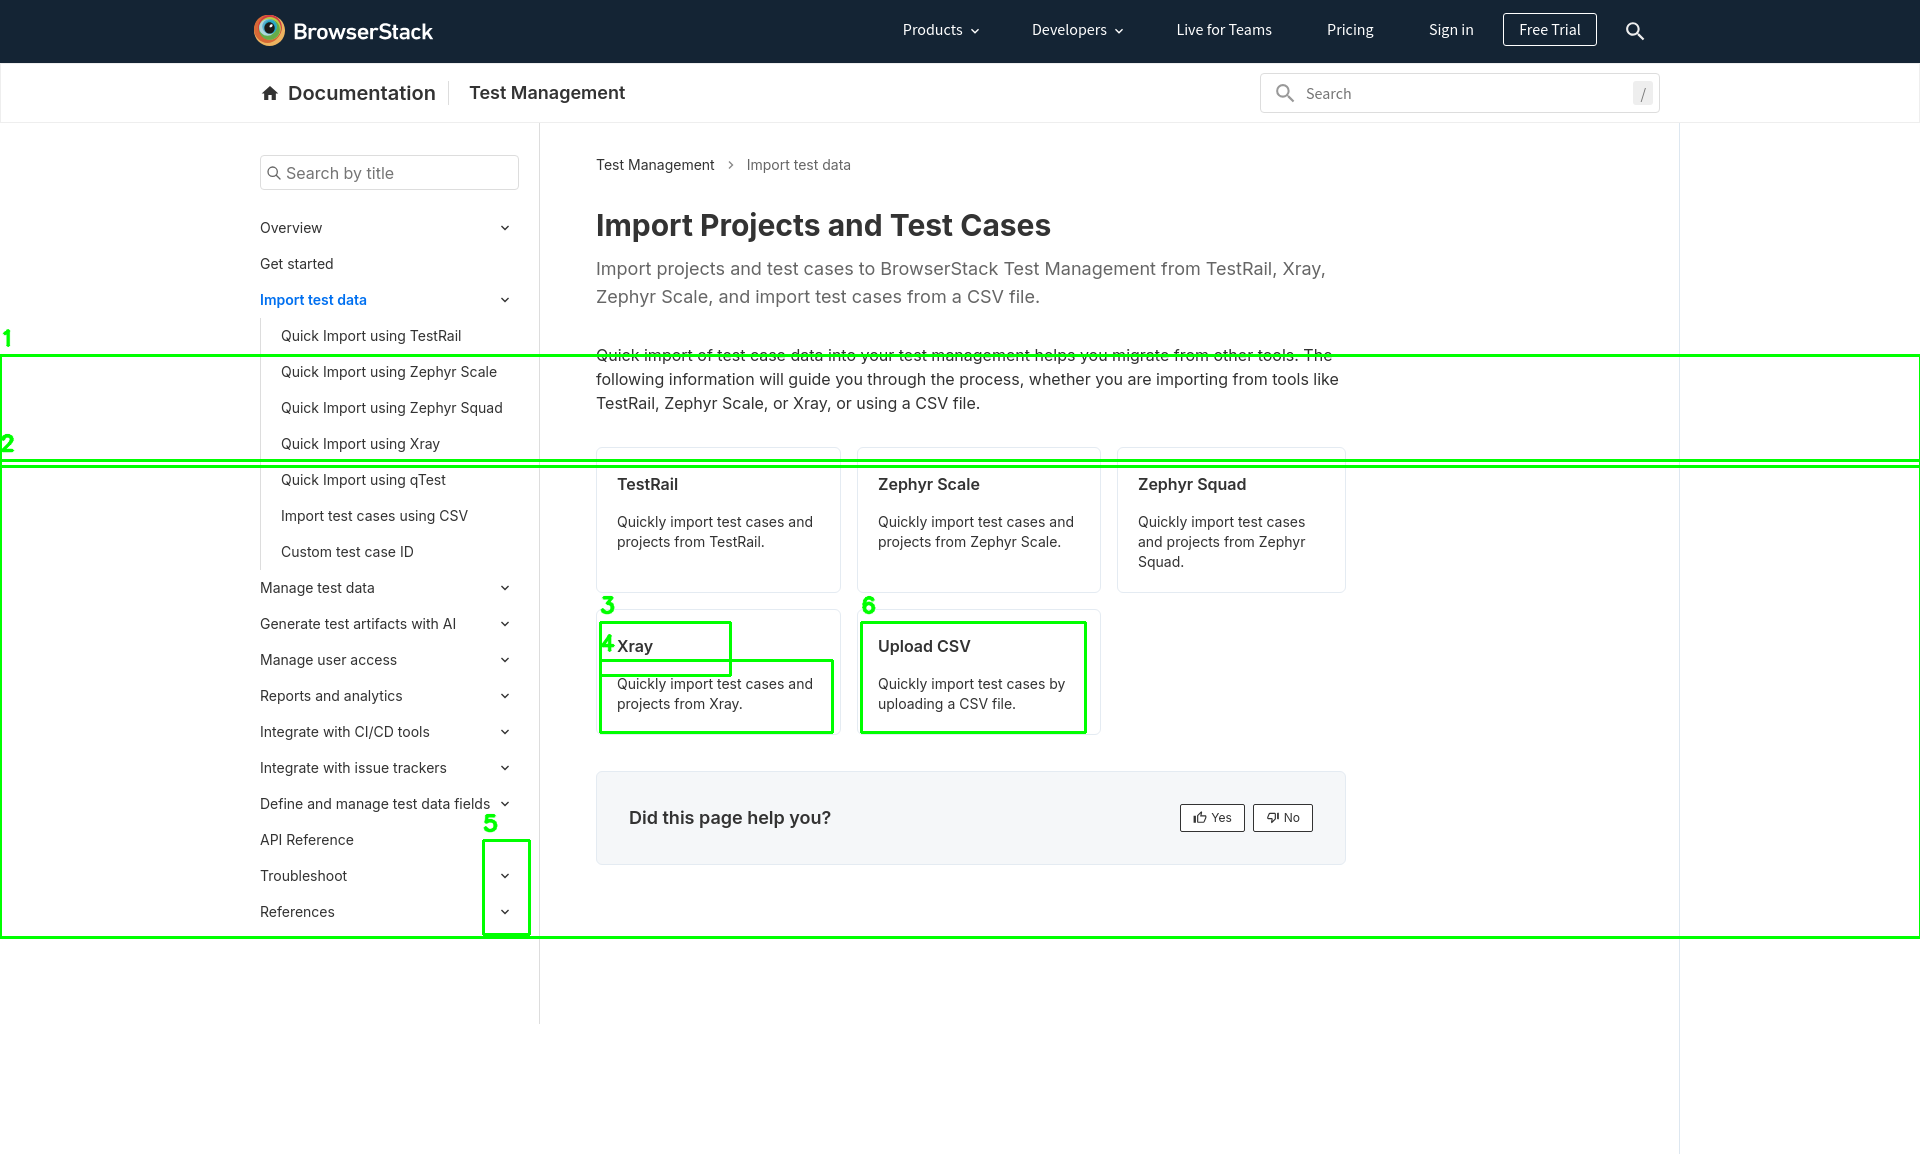 BrowserStack
Products
Developers
Live for Teams
Pricing
Sign in
Free Trial
Documentation
Test Management
Search
/
Search by title
Overview
Get started
Import test data
Quick Import using TestRail
Quick Import using Zephyr Scale
Quick Import using Zephyr Squad
Quick Import using Xray
Quick Import using qTest
Import test cases using CSV
Custom test case ID
Manage test data
Generate test artifacts with AI
Manage user access
Reports and analytics
Integrate with CI/CD tools
Integrate with issue trackers
Define and manage test data fields
API Reference
Troubleshoot
References
Test Management
Import test data
Import Projects and Test Cases
Import projects and test cases to BrowserStack Test Management from TestRail, Xray,
Zephyr Scale, and import test cases from a CSV file.
Quick import of test case data into your test management helps you migrate from other tools. The
following information will guide you through the process, whether you are importing from tools like
TestRail, Zephyr Scale, or Xray, or using a CSV file.
TestRail
Quickly import test cases and
projects from TestRail.
Zephyr Scale
Quickly import test cases and
projects from Zephyr Scale.
Zephyr Squad
Quickly import test cases
and projects from Zephyr
Squad.
Xray
Quickly import test cases and
projects from Xray.
Upload CSV
Quickly import test cases by
uploading a CSV file.
Did this page help you?
Yes
No
1
2
3
4
5
6